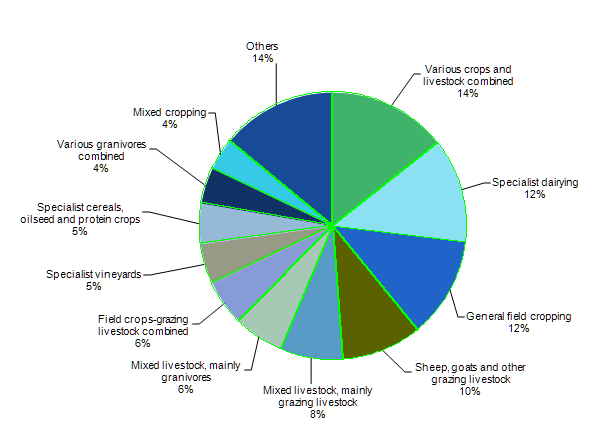 Others
14%
Various crops and
livestock combined
14%
Specialist dairying
12%
General field cropping
12%
Sheep, goats and other
grazing livestock
10%
Mixed livestock, mainly
grazing livestock
8%
Mixed livestock, mainly
granivores
6%
Field crops-grazing
livestock combined
6%
Specialist vineyards
5%
Specialist cereals,
oilseed and protein crops
5%
Various granivores
combined
4%
Mixed cropping
4%